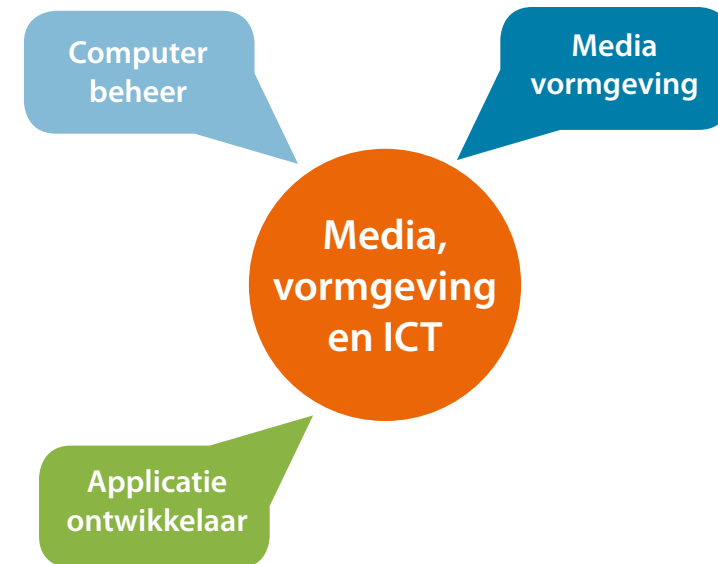 Computer
beheer
Media
vormgeving
Media,
vormgeving
en ICT
Applicatie
ontwikkelaar